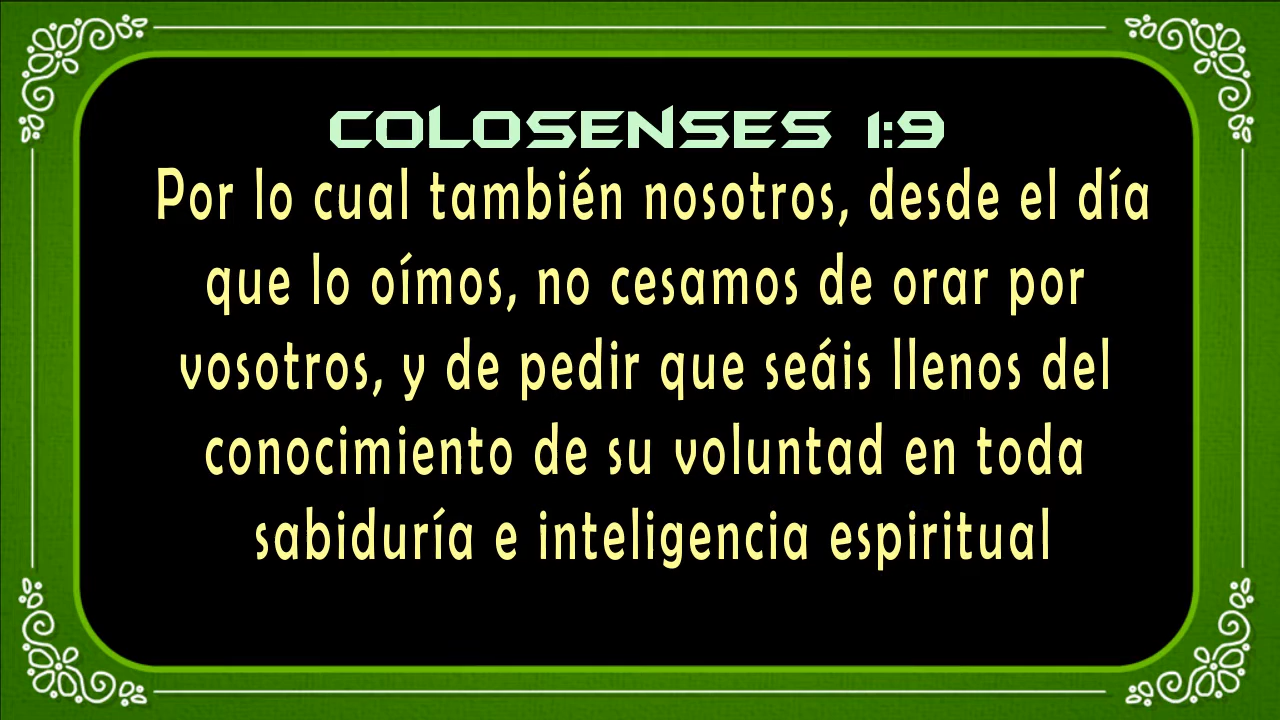 COLOSENSES 1:9
Por lo cual también nosotros, desde el día
que lo oímos, no cesamos de orar por
vosotros, y de pedir que seáis llenos del
conocimiento de su voluntad en toda
sabiduría e inteligencia espiritual